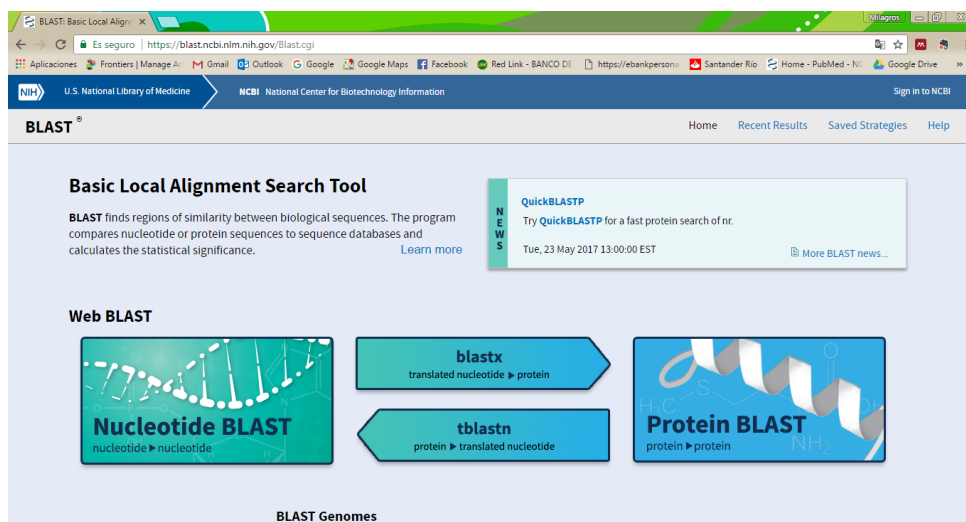 BLAST: Basic Local Align
Milagros
Es seguro | https://blast.ncbi.nlm.nih.gov/Blast.cgi
Aplicaciones Frontiers | Manage Ar Gmail Outlook Google Google Maps Facebook Red Link - BANCO DE https://ebankpersona Santander Río Home - PubMed - NC Google Drive »
NIH U.S. National Library of Medicine NCBI National Center for Biotechnology Information Sign in to NCBI
BLAST ® Home Recent Results Saved Strategies Help
Basic Local Alignment Search Tool
BLAST finds regions of similarity between biological sequences. The program
compares nucleotide or protein sequences to sequence databases and
calculates the statistical significance. Learn more
NEWS
QuickBLASTP
Try QuickBLASTP for a fast protein search of nr.
Tue, 23 May 2017 13:00:00 EST
More BLAST news...
Web BLAST
Nucleotide BLAST
nucleotide ▶ nucleotide
blastx
translated nucleotide ▶ protein
tblastn
protein ▶ translated nucleotide
O
S
H₃C
OH
Protein BLAST
protein ▶ protein
NH₂
BLAST Genomes